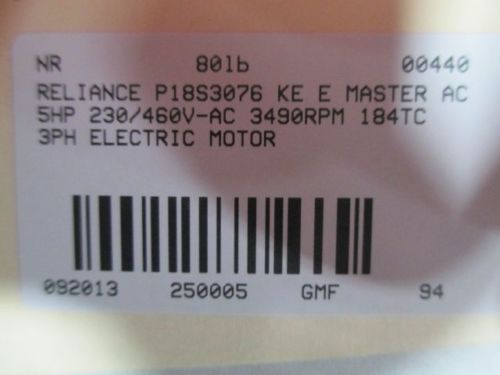 NR 80lb 00440
RELIANCE P18S3076 KE E MASTER AC
5HP 230/460V-AC 3490RPM 184TC
3PH ELECTRIC MOTOR
092013 250005 GMF 94